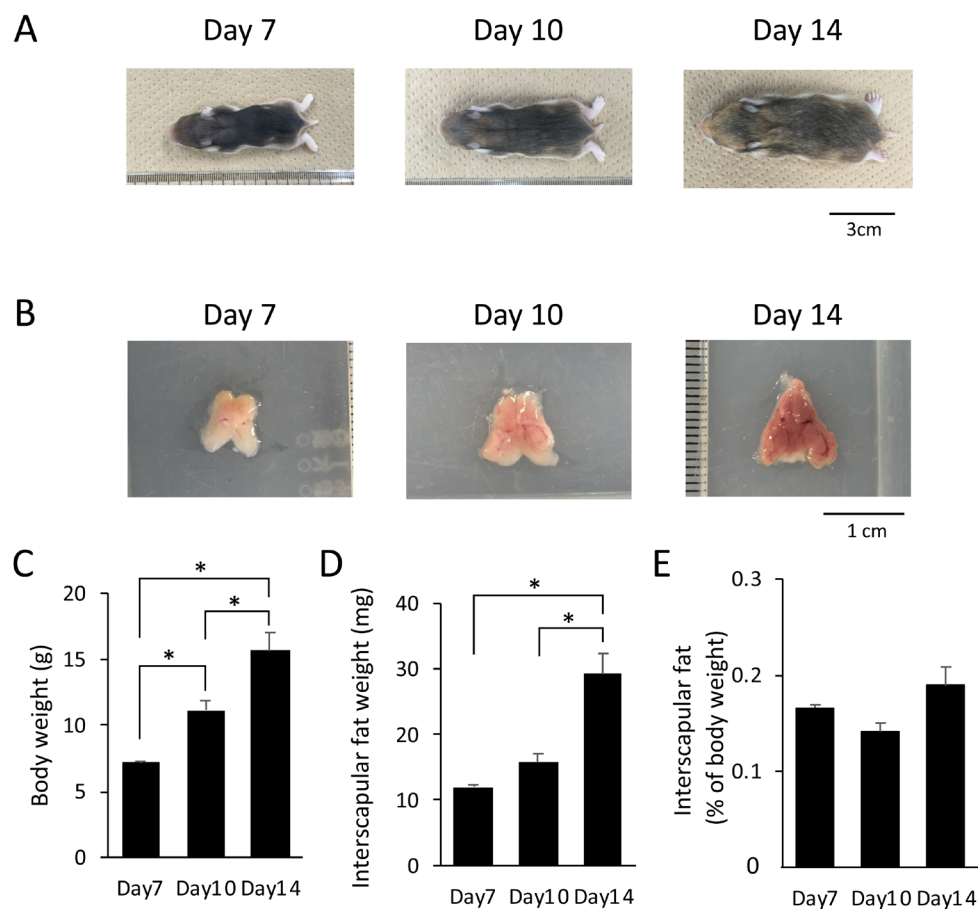 A
Day 7
Day 10
Day 14
3cm
B
Day 7
Day 10
Day 14
1 cm
C
Body weight (g)
20
15
10
5
0
*
*
*
Day7 Day10 Day14
D
Interscapular fat weight (mg)
40
30
20
10
0
*
*
Day7 Day10 Day14
E
Interscapular fat
(% of body weight)
0.3
0.2
0.1
0
Day7 Day10 Day14